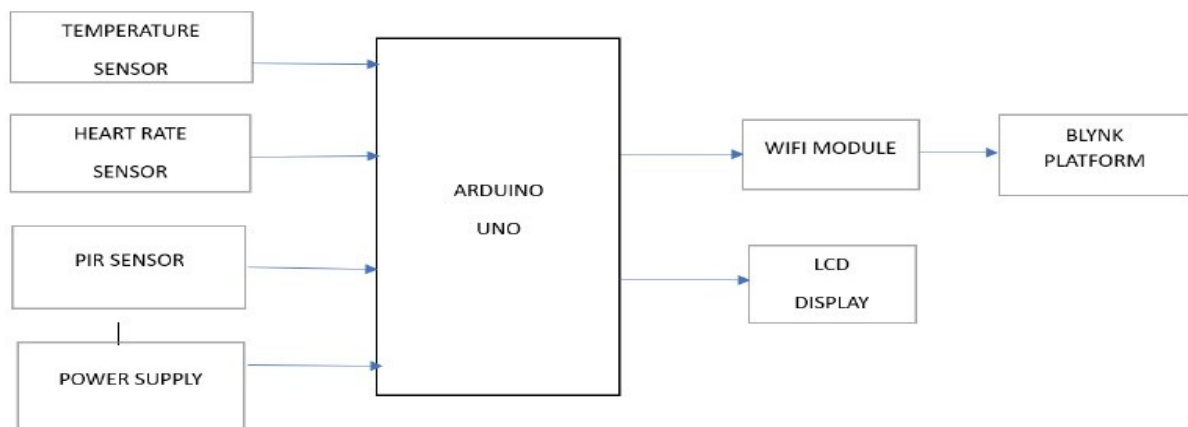 TEMPERATURE
SENSOR
HEART RATE
SENSOR
PIR SENSOR
POWER SUPPLY
ARDUINO
UNO
WIFI MODULE
BLYNK
PLATFORM
LCD
DISPLAY